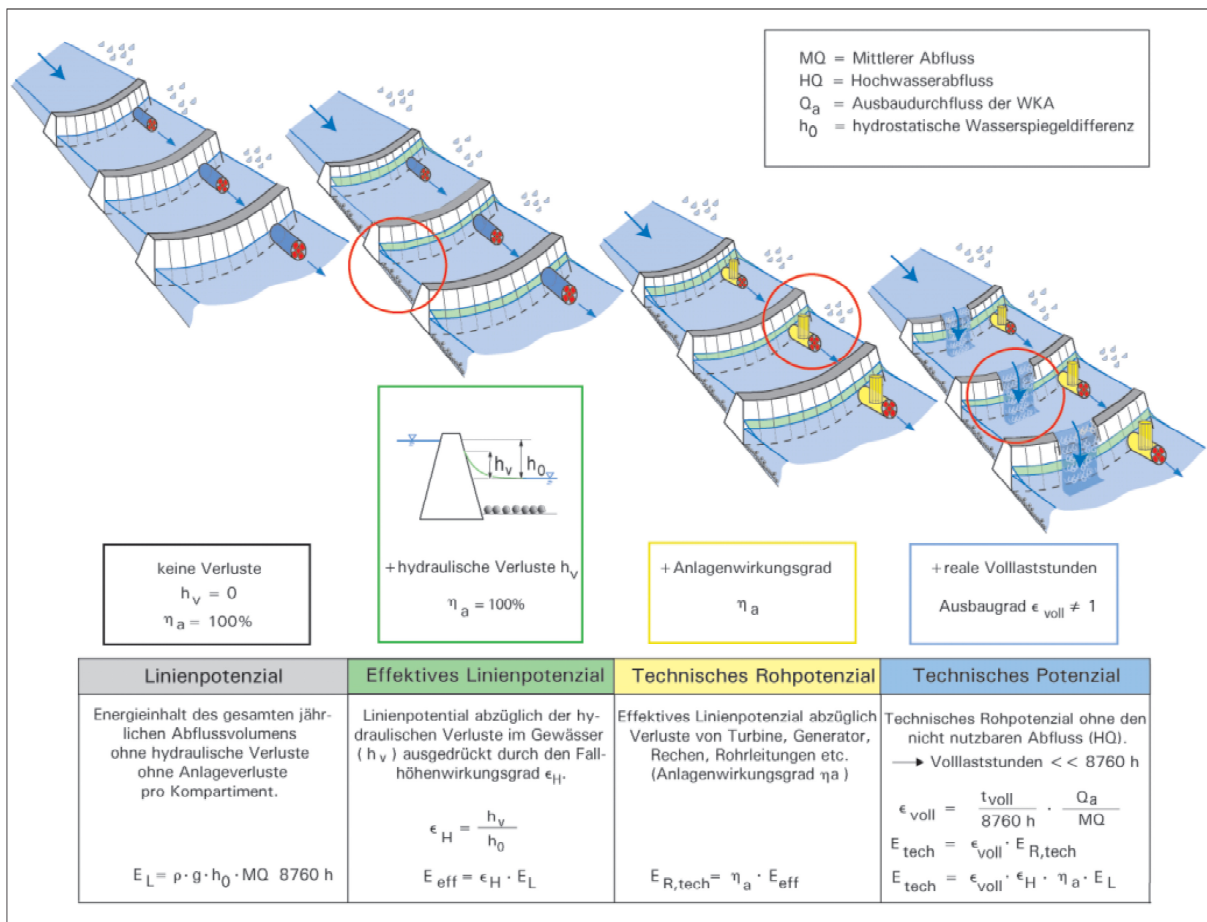 MQ = Mittlerer Abfluss
HQ = Hochwasserabfluss
Qa = Ausbaudurchfluss der WKA
h0 = hydrostatische Wasserspiegeldifferenz
hv
h0
keine Verluste
hv = 0
ηa = 100%
+ hydraulische Verluste hv
ηa = 100%
+ Anlagenwirkungsgrad
ηa
+ reale Volllaststunden
Ausbaugrad ϵvoll ≠ 1
Linienpotenzial
Energieinhalt des gesamten jähr-
lichen Abflussvolumens
ohne hydraulische Verluste
ohne Anlageverluste
pro Kompartiment.
EL = ρ · g · h0 · MQ 8760 h
Effektives Linienpotenzial
Linienpotential abzüglich der hy-
draulischen Verluste im Gewässer
(hv) ausgedrückt durch den Fall-
höhenwirkungsgrad ϵH.
ϵH = hv / h0
Eeff = ϵH · EL
Technisches Rohpotenzial
Effektives Linienpotenzial abzüglich
Verluste von Turbine, Generator,
Rechen, Rohrleitungen etc.
(Anlagenwirkungsgrad ηa)
ER,tech = ηa · Eeff
Technisches Potenzial
Technisches Rohpotenzial ohne den
nicht nutzbaren Abfluss (HQ).
→ Volllaststunden << 8760 h
ϵvoll = tvoll / 8760 h · Qa / MQ
Etech = ϵvoll · ER,tech
Etech = ϵvoll · ϵH · ηa · EL